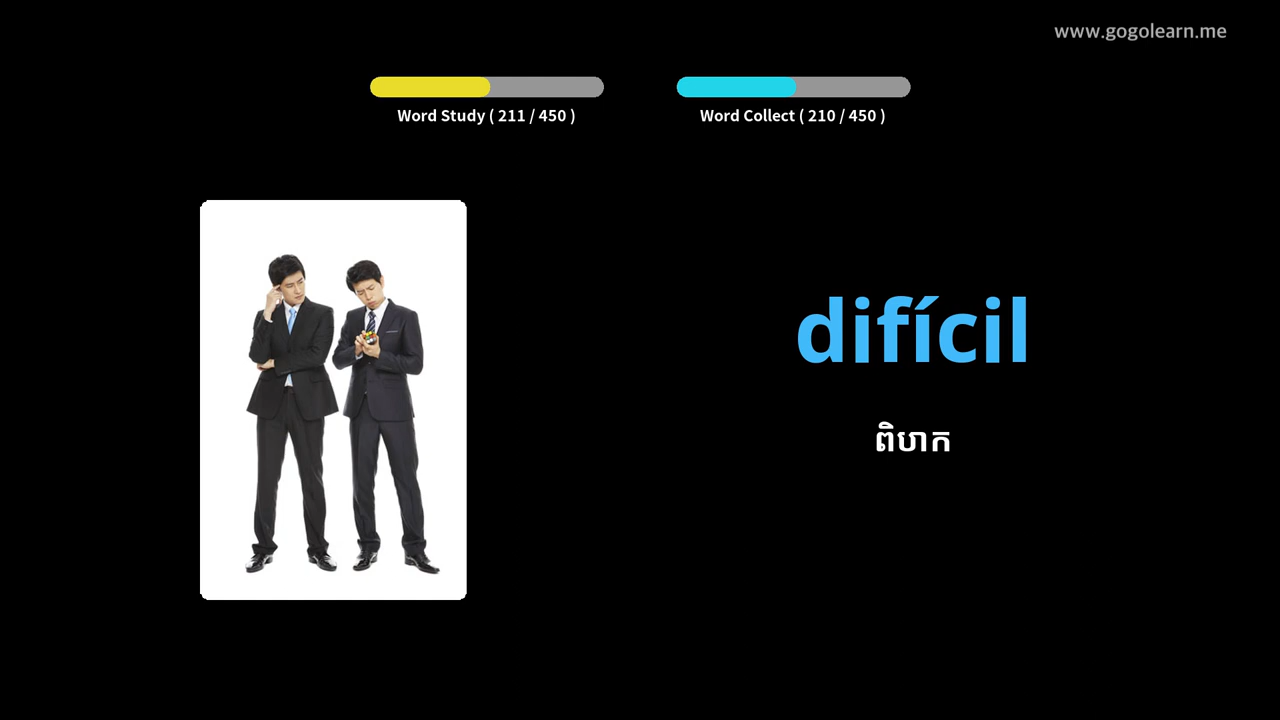 www.gogolearn.me
Word Study ( 211 / 450 )
Word Collect ( 210 / 450 )
difícil
ពិបាក